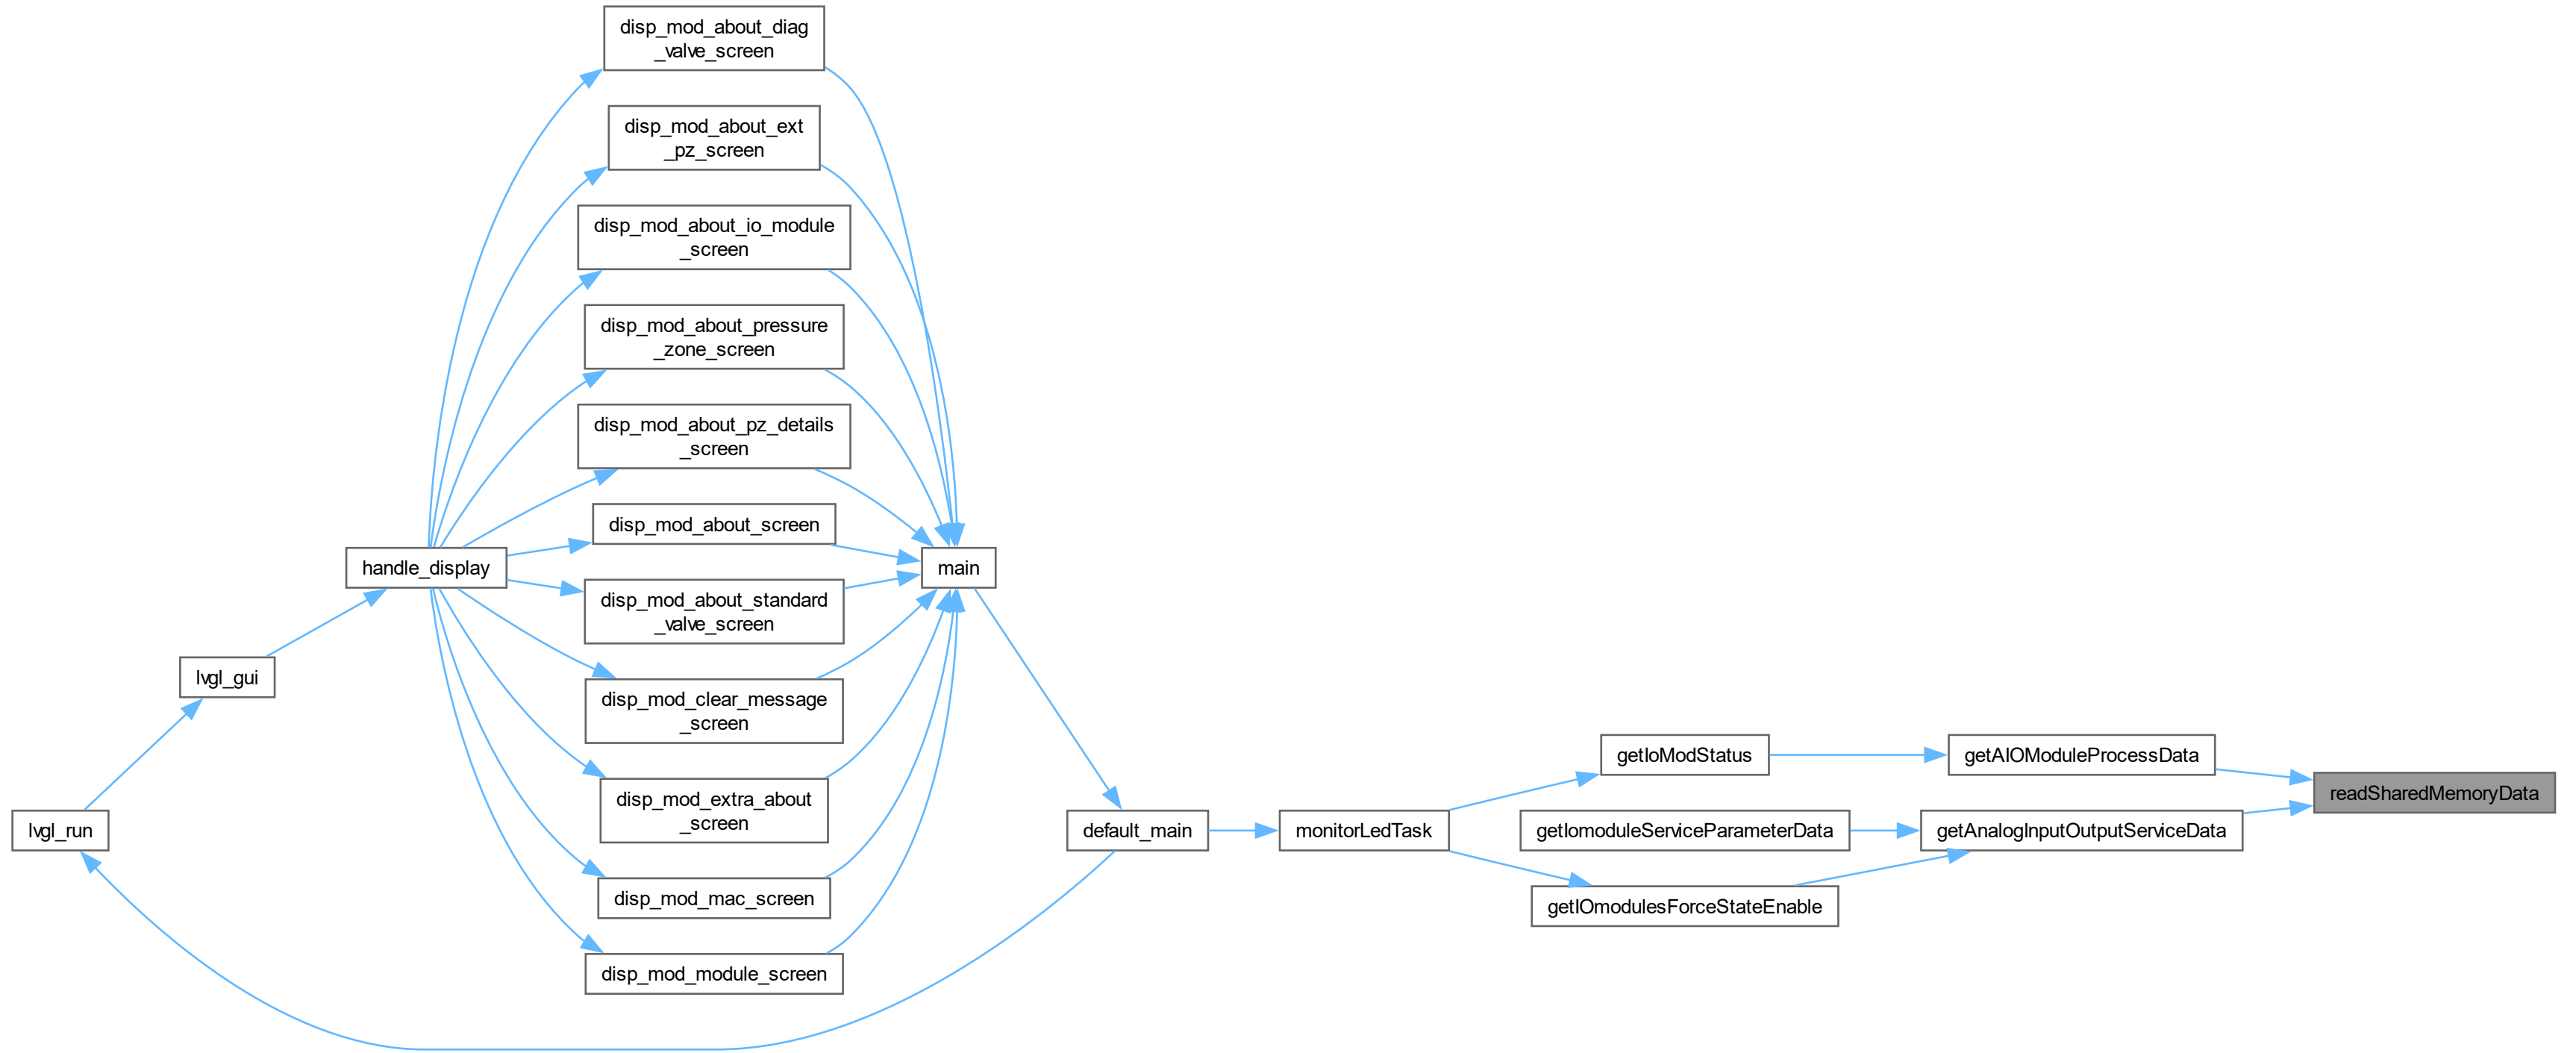 disp_mod_about_diag
_valve_screen
disp_mod_about_ext
_pz_screen
disp_mod_about_io_module
_screen
disp_mod_about_pressure
_zone_screen
disp_mod_about_pz_details
_screen
disp_mod_about_screen
handle_display
main
disp_mod_about_standard
_valve_screen
lvgl_gui
disp_mod_clear_message
_screen
getIoModStatus
getAIOModuleProcessData
readSharedMemoryData
disp_mod_extra_about
_screen
lvgl_run
default_main
monitorLedTask
getIomoduleServiceParameterData
getAnalogInputOutputServiceData
disp_mod_mac_screen
getIOmodulesForceStateEnable
disp_mod_module_screen